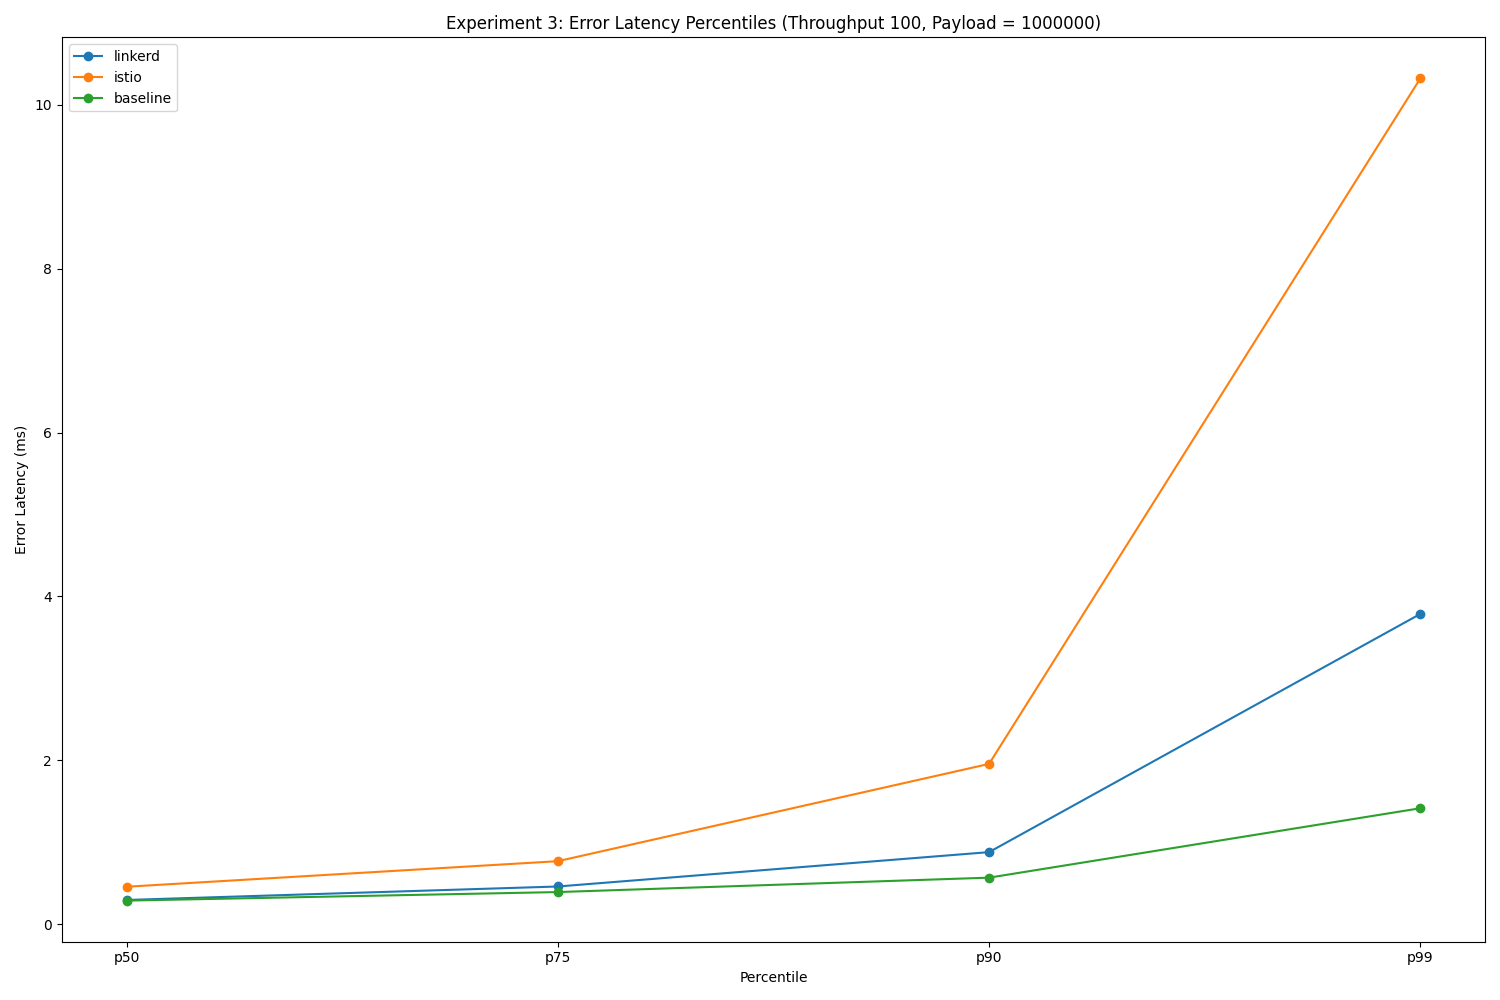 Experiment 3: Error Latency Percentiles (Throughput 100, Payload = 1000000)
linkerd
istio
baseline
10
8
6
4
2
0
Error Latency (ms)
p50 p75 p90 p99
Percentile